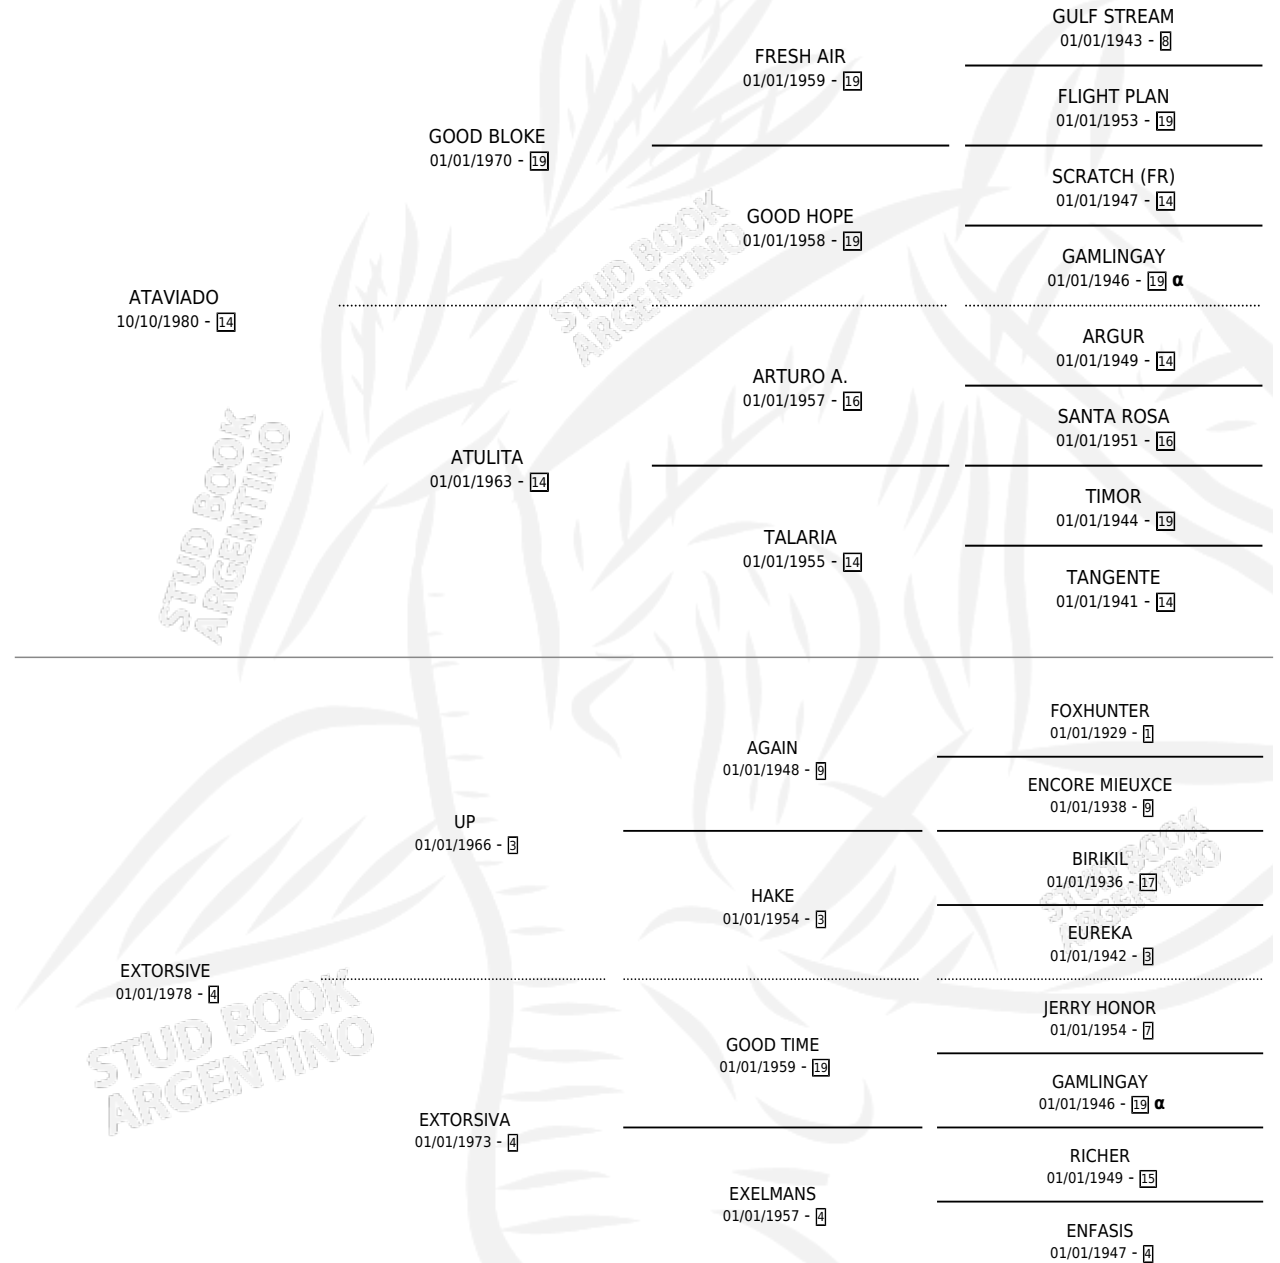 GULF STREAM
01/01/1943 - 8
FRESH AIR
01/01/1959 - 19
FLIGHT PLAN
01/01/1953 - 19
GOOD BLOKE
01/01/1970 - 19
SCRATCH (FR)
01/01/1947 - 14
GOOD HOPE
01/01/1958 - 19
GAMLINGAY
01/01/1946 - 19 α
ATAVIADO
10/10/1980 - 14
ARGUR
01/01/1949 - 14
ARTURO A.
01/01/1957 - 16
SANTA ROSA
01/01/1951 - 16
ATULITA
01/01/1963 - 14
TIMOR
01/01/1944 - 19
TALARIA
01/01/1955 - 14
TANGENTE
01/01/1941 - 14
FOXHUNTER
01/01/1929 - 1
AGAIN
01/01/1948 - 9
ENCORE MIEUXCE
01/01/1938 - 9
UP
01/01/1966 - 3
BIRIKIL
01/01/1936 - 17
HAKE
01/01/1954 - 3
EUREKA
01/01/1942 - 3
EXTORSIVE
01/01/1978 - 4
JERRY HONOR
01/01/1954 - 7
GOOD TIME
01/01/1959 - 19
GAMLINGAY
01/01/1946 - 19 α
EXTORSIVA
01/01/1973 - 4
RICHER
01/01/1949 - 15
EXELMANS
01/01/1957 - 4
ENFASIS
01/01/1947 - 4
STUD BOOK
ARGENTINO
STUD BOOK
ARGENTINO
STUD BOOK
ARGENTINO
STUD BOOK
ARGENTINO